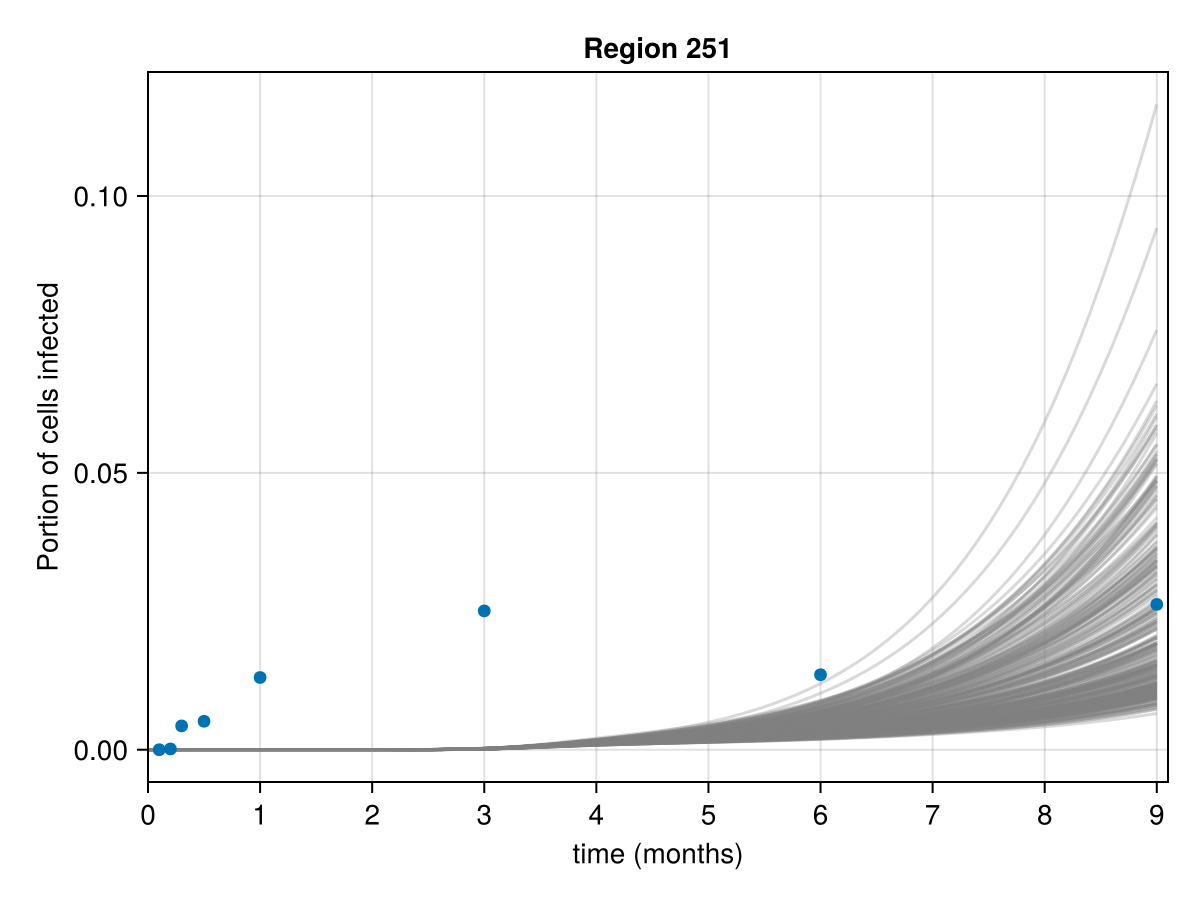 Region 251
Portion of cells infected
0.10
0.05
0.00
0 1 2 3 4 5 6 7 8 9
time (months)